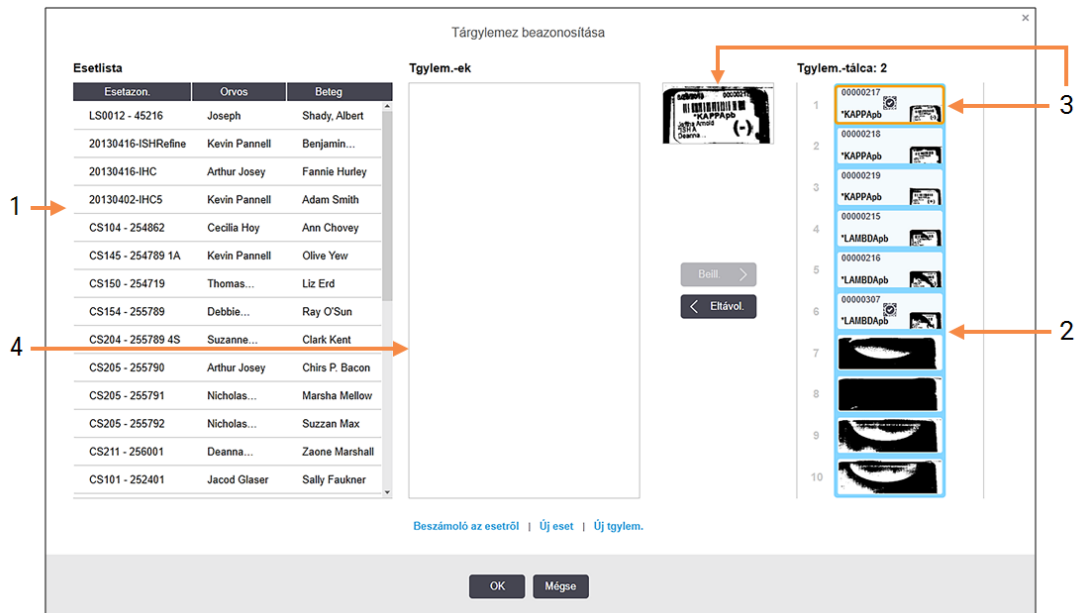 Tárgylemez beazonosítása
×
Esetlista
Esetazon. Orvos Beteg
LS0012 - 45216 Joseph Shady, Albert
20130416-ISHRefine Kevin Pannell Benjamin...
20130416-IHC Arthur Josey Fannie Hurley
20130402-IHC5 Kevin Pannell Adam Smith
CS104 - 254862 Cecilia Hoy Ann Chovey
CS145 - 254789 1A Kevin Pannell Olive Yew
CS150 - 254719 Thomas... Liz Erd
CS154 - 255789 Debbie... Ray O'Sun
CS204 - 255789 4S Suzanne... Clark Kent
CS205 - 255790 Arthur Josey Chirs P. Bacon
CS205 - 255791 Nicholas... Marsha Mellow
CS205 - 255792 Nicholas... Suzzan Max
CS211 - 256001 Deanna... Zaone Marshall
CS101 - 252401 Jacod Glaser Sally Faukner
1
4
Tgylem.-ek
*KAPPApb
Jeltha Arnold
*ISH A
Deanna...
(-)
Beill. >
< Eltávol.
Tgylem.-tálca: 2
1 00000217 *KAPPApb
2 00000218 *KAPPApb
3 00000219 *KAPPApb
4 00000215 *LAMBDApb
5 00000216 *LAMBDApb
6 00000307 *LAMBDApb
7
8
9
10
3
2
Beszámoló az esetről | Új eset | Új tgylem.
OK Mégse